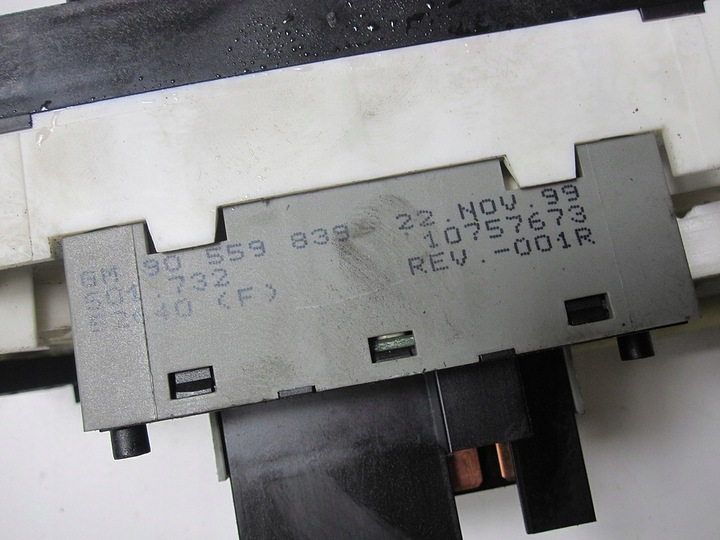 GM 90 559 839 22.NOV.99
501.732 10757673
(F) REV.-001R